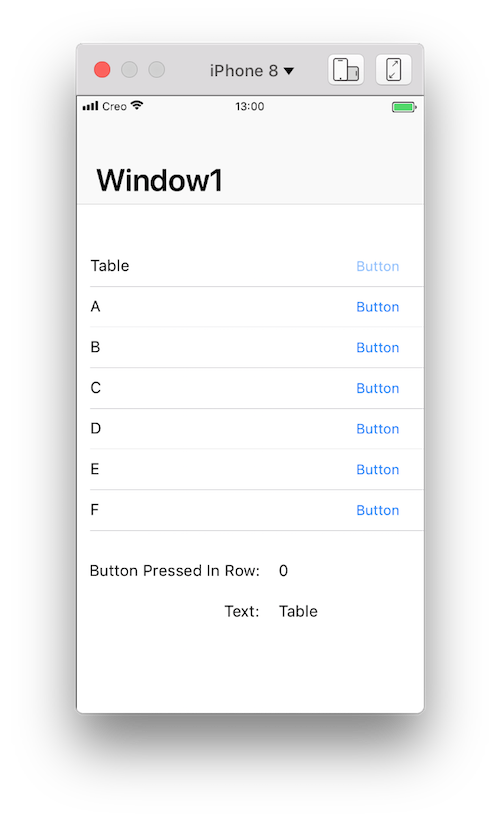 iPhone 8
Creo 13:00
Window1
Table Button
A Button
B Button
C Button
D Button
E Button
F Button
Button Pressed In Row: 0
Text: Table